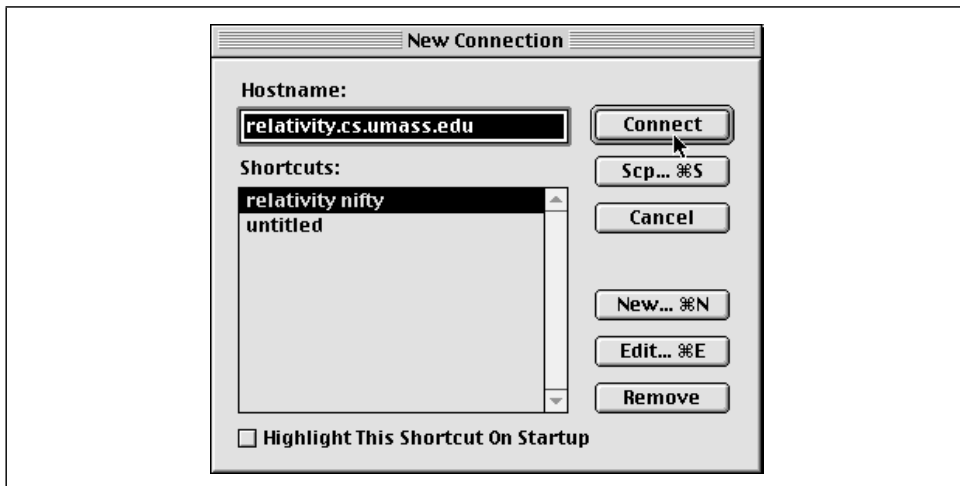 New Connection
Hostname:
relativity.cs.umass.edu
Connect
Shortcuts:
Scp... ⌘S
relativity nifty
untitled
Cancel
New... ⌘N
Edit... ⌘E
Remove
Highlight This Shortcut On Startup